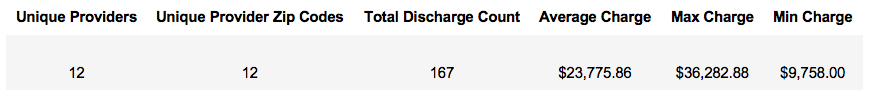 Unique Providers Unique Provider Zip Codes Total Discharge Count Average Charge Max Charge Min Charge
12 12 167 $23,775.86 $36,282.88 $9,758.00